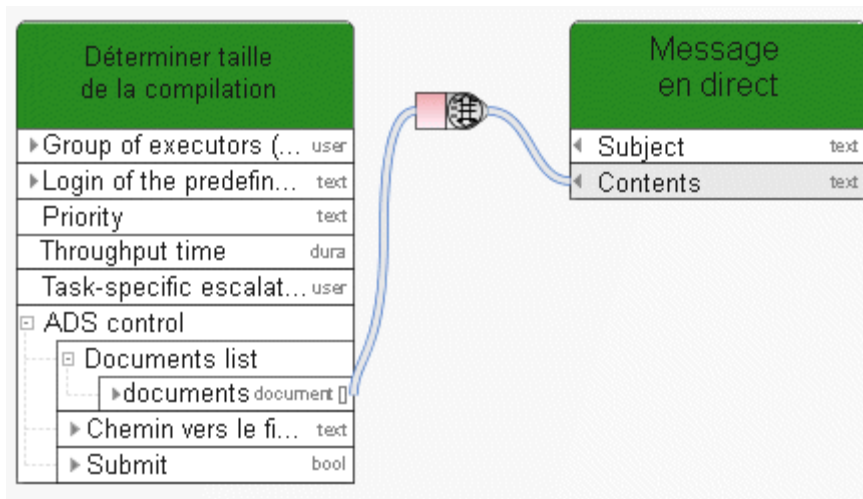 Déterminer taille
de la compilation
Group of executors (... user
Login of the predefin... text
Priority text
Throughput time dura
Task-specific escalat... user
ADS control
Documents list
documents document []
Chemin vers le fi... text
Submit bool
Message
en direct
Subject text
Contents text